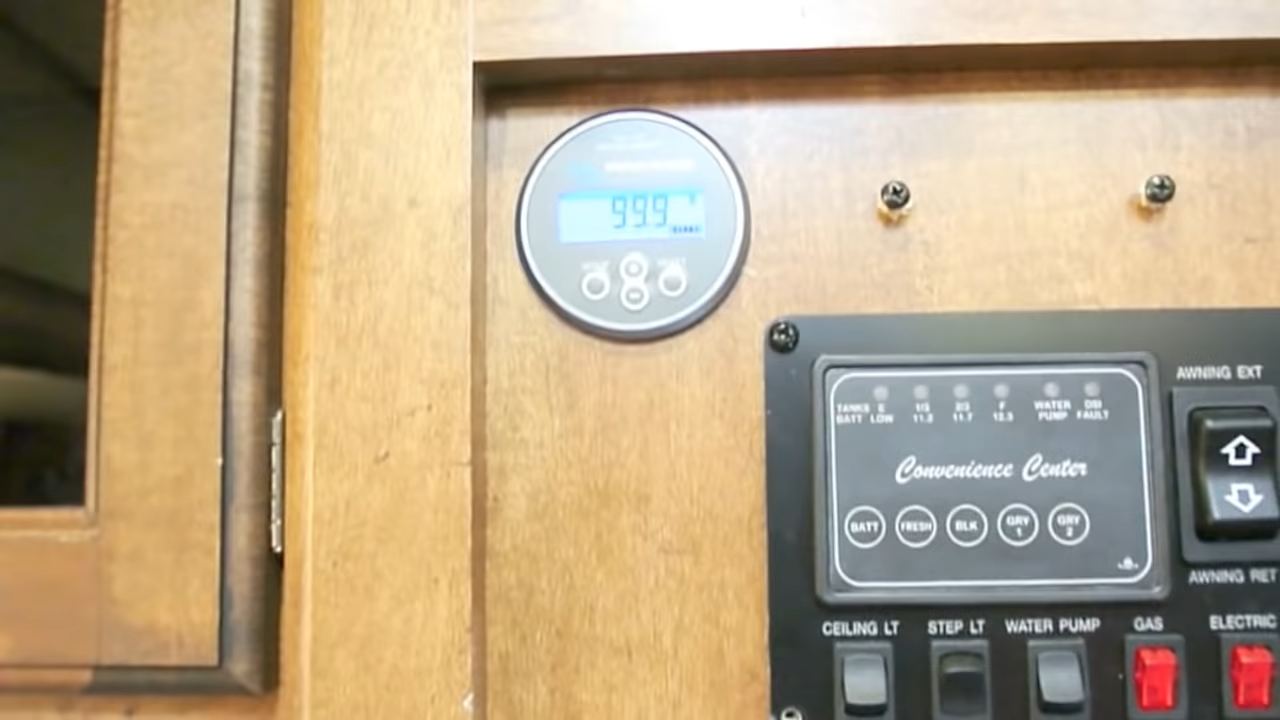 99.9
AWNING EXT
TANKS E 1/3 2/3 F WATER DSI
BATT LOW 11.2 11.7 12.3 PUMP FAULT
Convenience Center
BATT FRESH BLK GRY 1 GRY 2
AWNING RET
CEILING LT STEP LT WATER PUMP GAS ELECTRIC